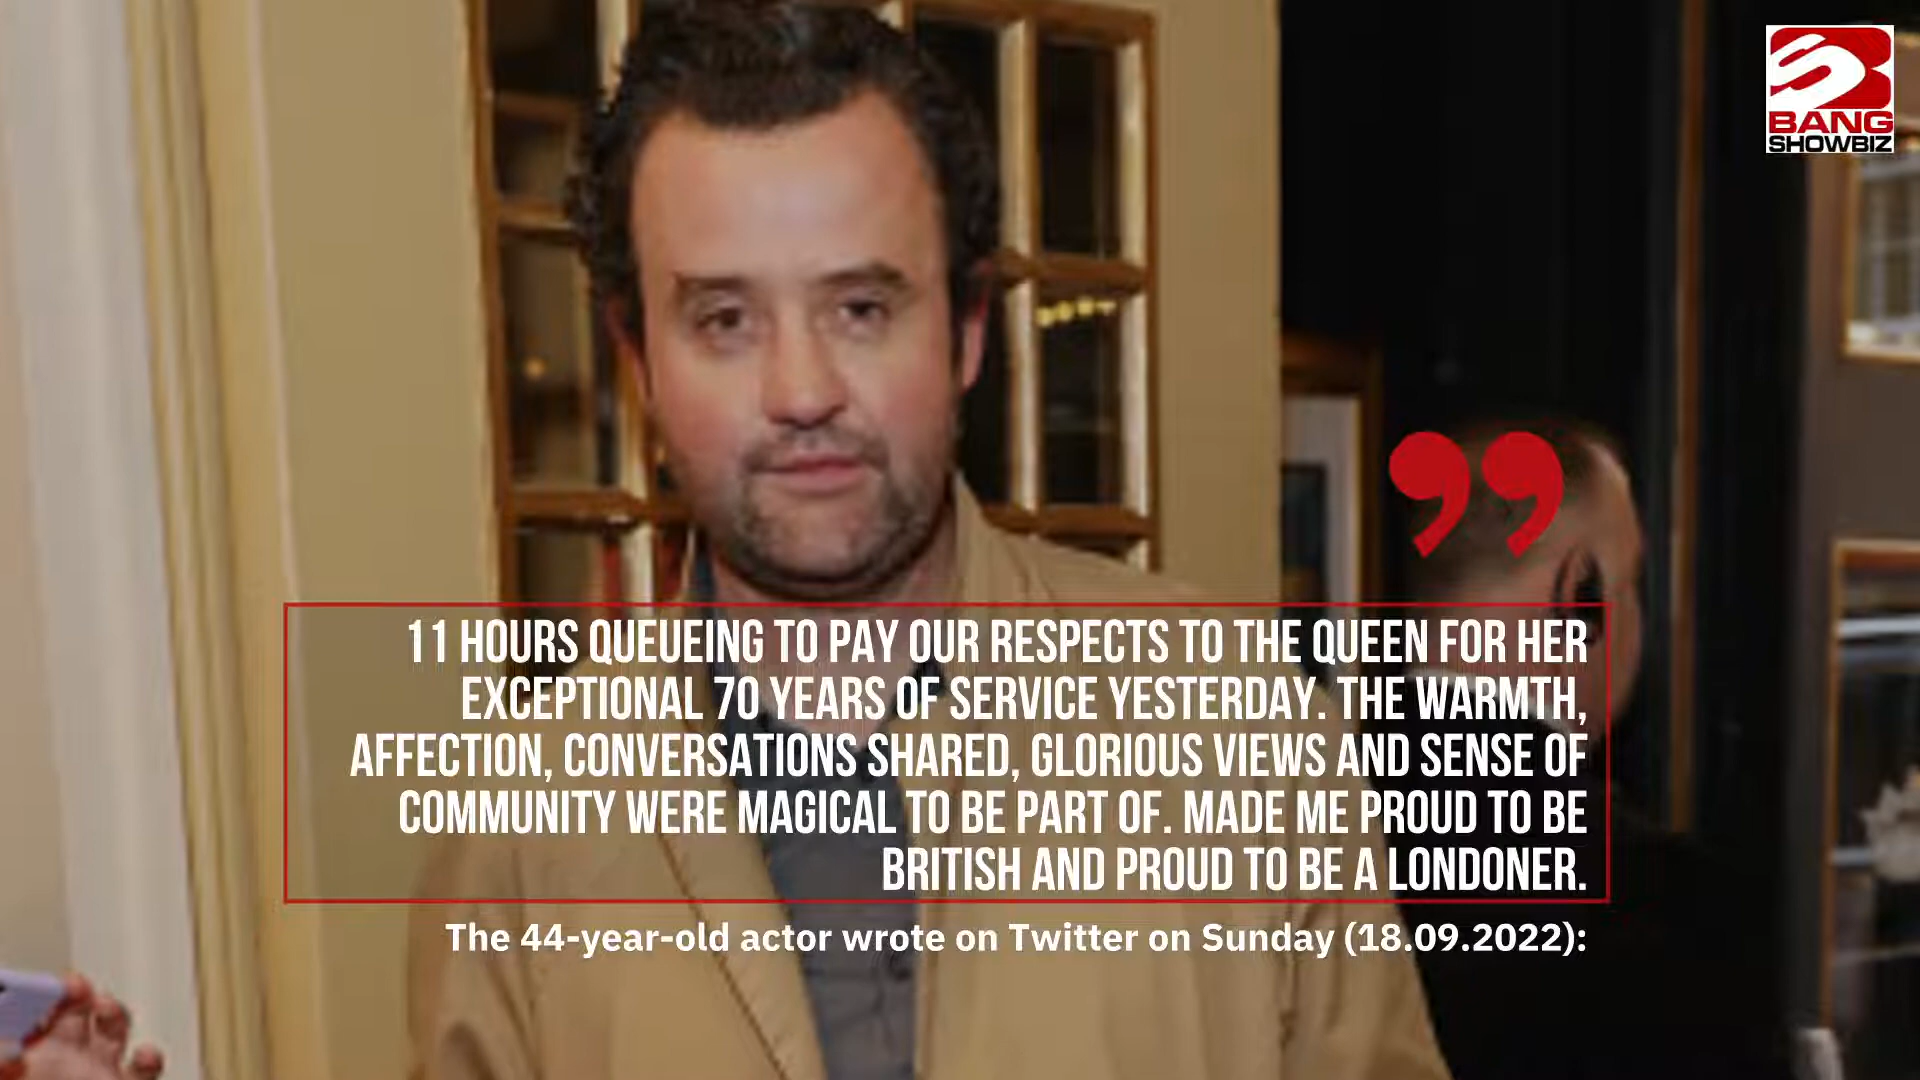 BANG
SHOWBIZ
”
11 HOURS QUEUEING TO PAY OUR RESPECTS TO THE QUEEN FOR HER
EXCEPTIONAL 70 YEARS OF SERVICE YESTERDAY. THE WARMTH,
AFFECTION, CONVERSATIONS SHARED, GLORIOUS VIEWS AND SENSE OF
COMMUNITY WERE MAGICAL TO BE PART OF. MADE ME PROUD TO BE
BRITISH AND PROUD TO BE A LONDONER.
The 44-year-old actor wrote on Twitter on Sunday (18.09.2022):